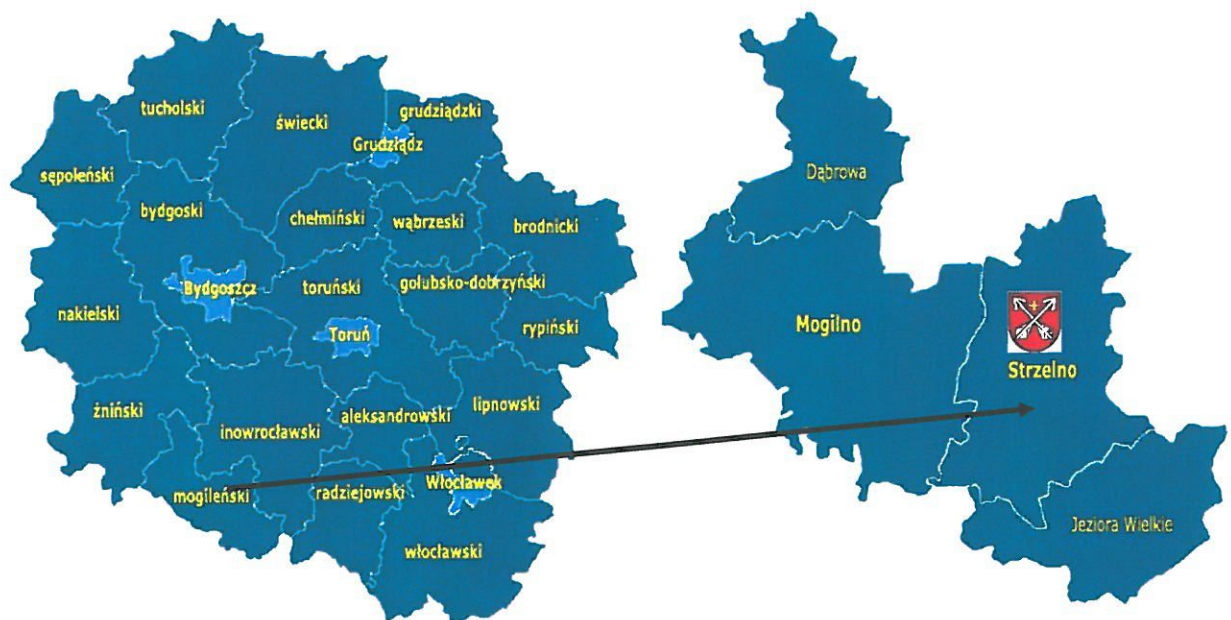 tucholski
świecki
grudziądzki
Grudziądz
sępoleński
bydgoski
chełmiński
wąbrzeski
brodnicki
Bydgoszcz
toruński
golubsko-dobrzyński
nakielski
Toruń
rypiński
żniński
inowrocławski
aleksandrowski
lipnowski
mogileński
radziejowski
Włocławek
włocławski
Dąbrowa
Mogilno
Strzelno
Jeziora Wielkie